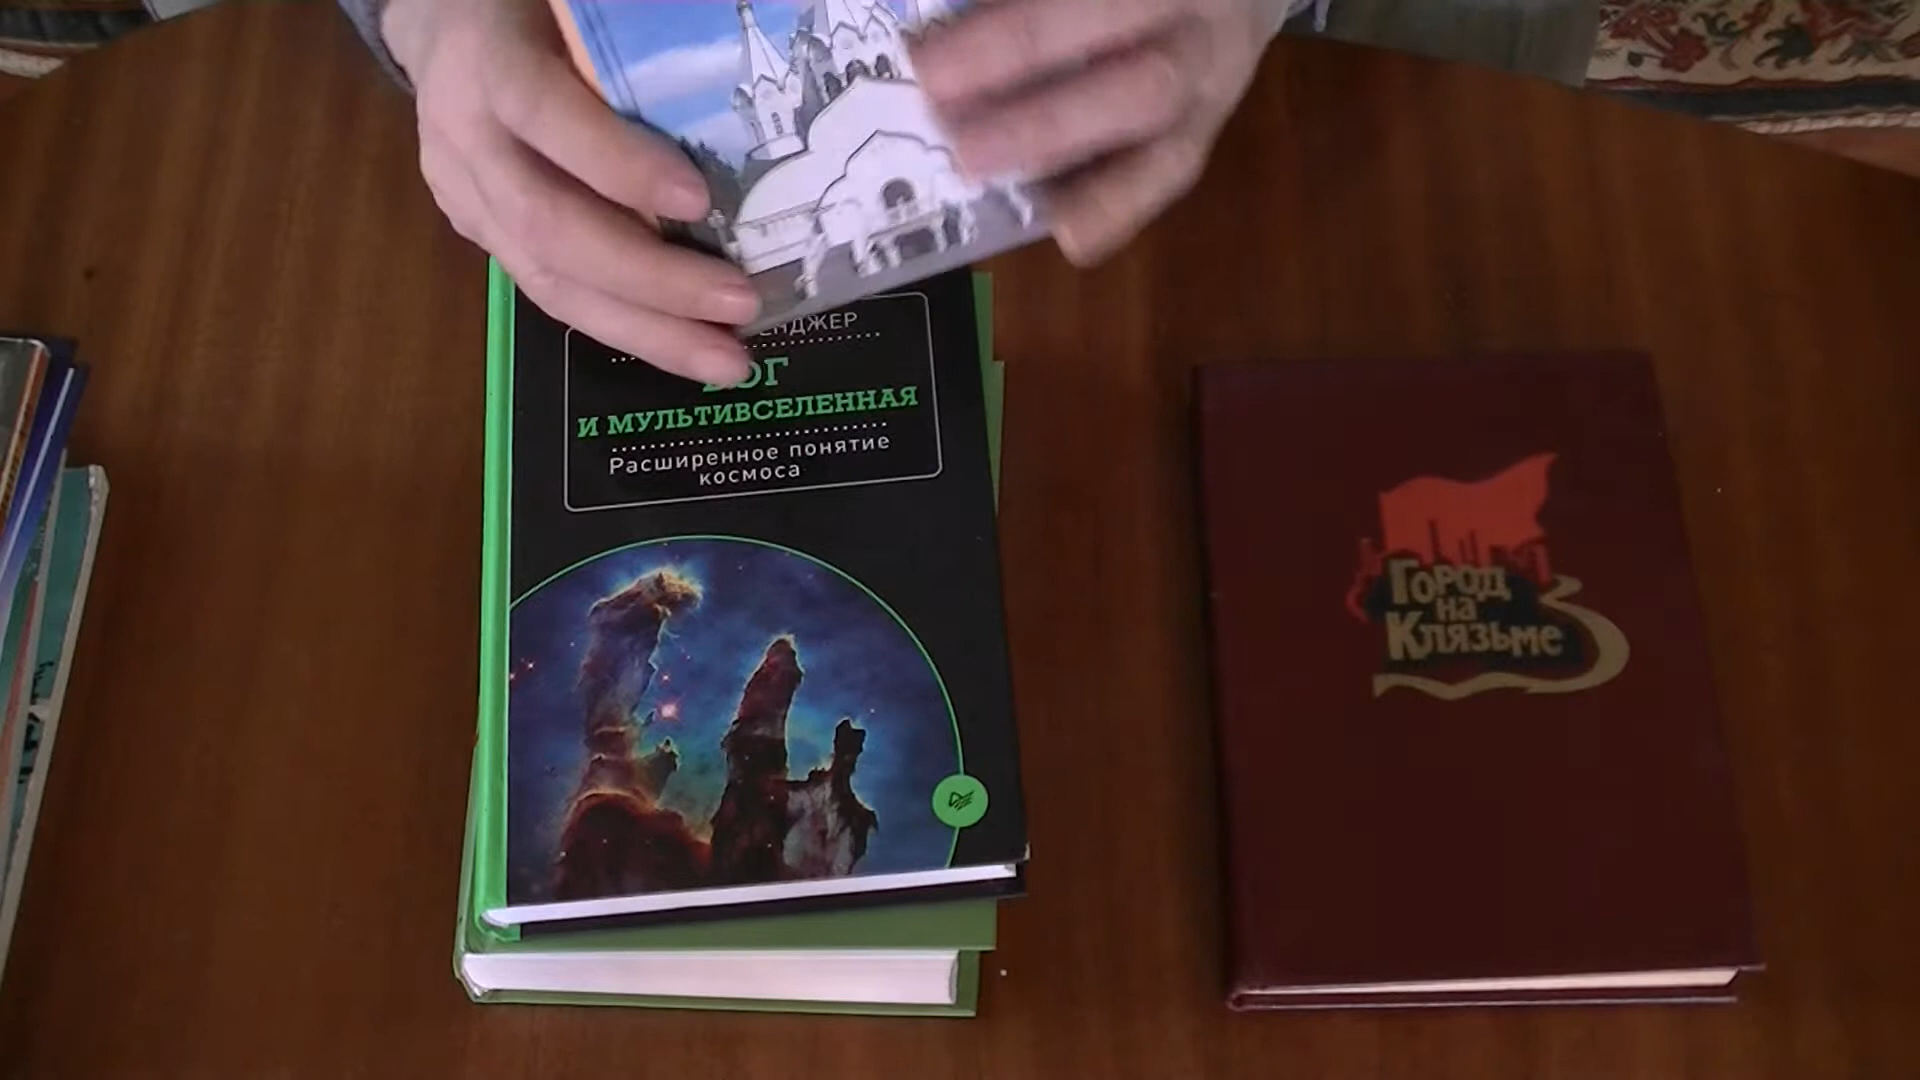 ЕНДЖЕР
БОГ
И МУЛЬТИВСЕЛЕННАЯ
Расширенное понятие
космоса
Город
на
Клязьме